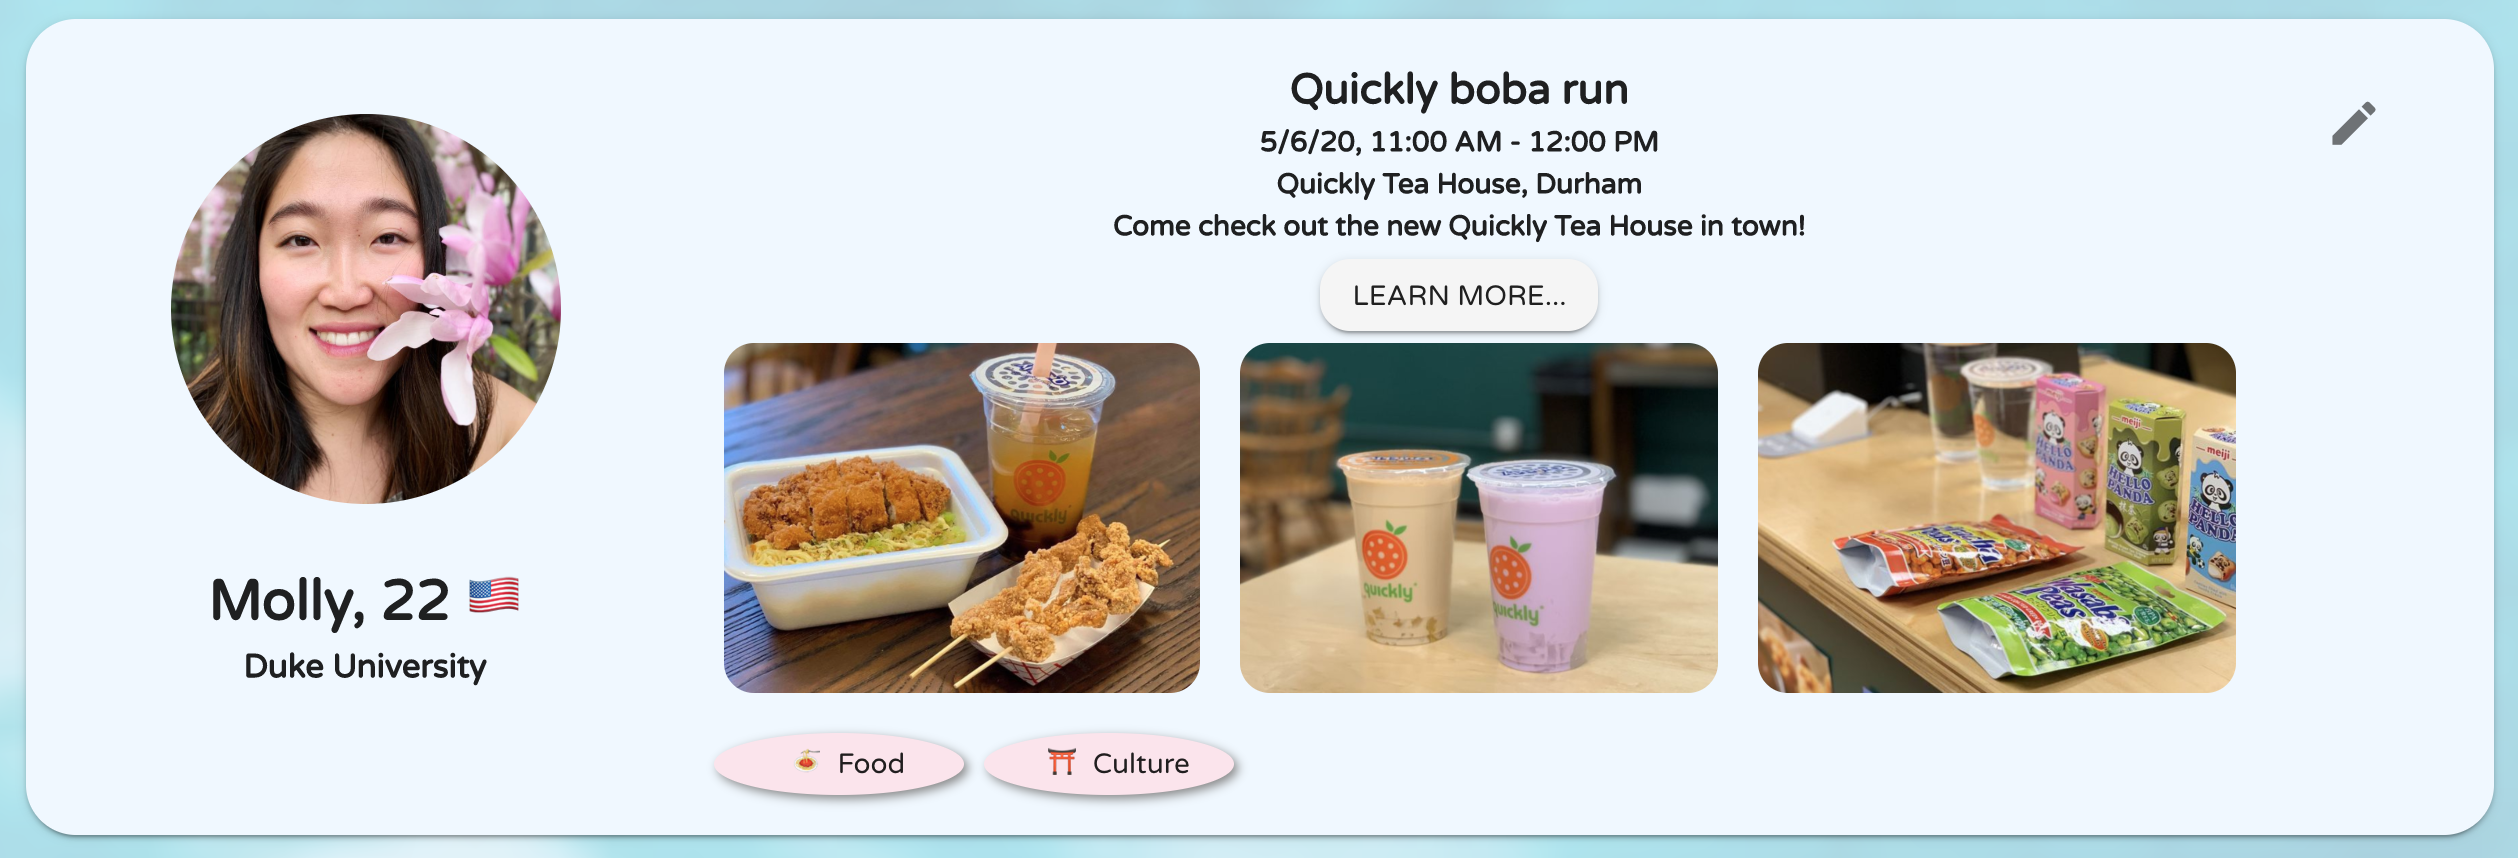 Quickly boba run
5/6/20, 11:00 AM - 12:00 PM
Quickly Tea House, Durham
Come check out the new Quickly Tea House in town!
LEARN MORE...
Molly, 22
Duke University
quickly
quickly
quickly
meiji
meiji
HELLO
PANDA
HELLO
PANDA
HELLO
PANDA
Peas
Wasabi
Peas
Food
Culture